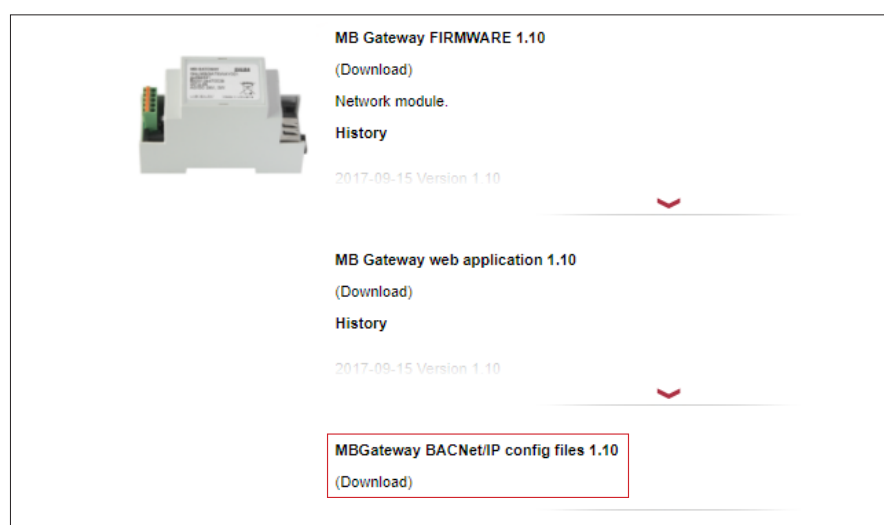 MB Gateway FIRMWARE 1.10
(Download)
Network module.
History
2017-09-15 Version 1.10
MB Gateway web application 1.10
(Download)
History
2017-09-15 Version 1.10
MBGateway BACNet/IP config files 1.10
(Download)